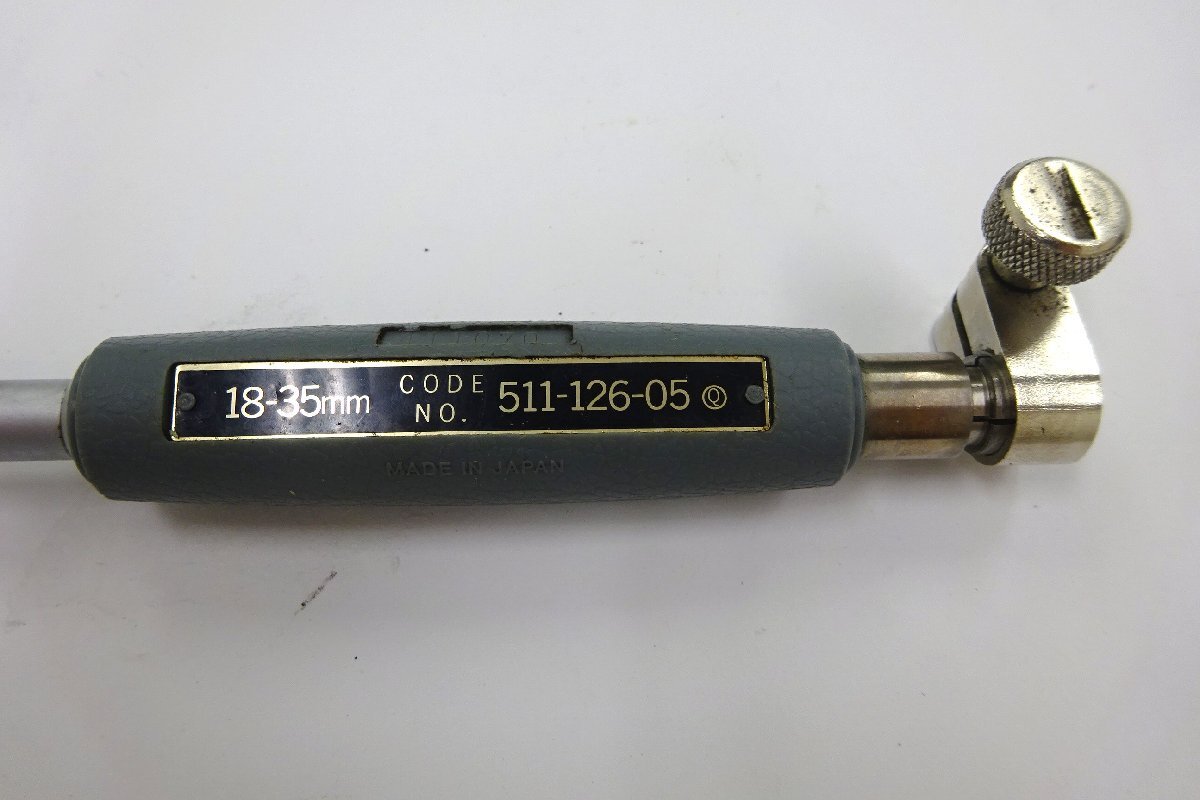 18-35mm CODE NO. 511-126-05 Q
MADE IN JAPAN